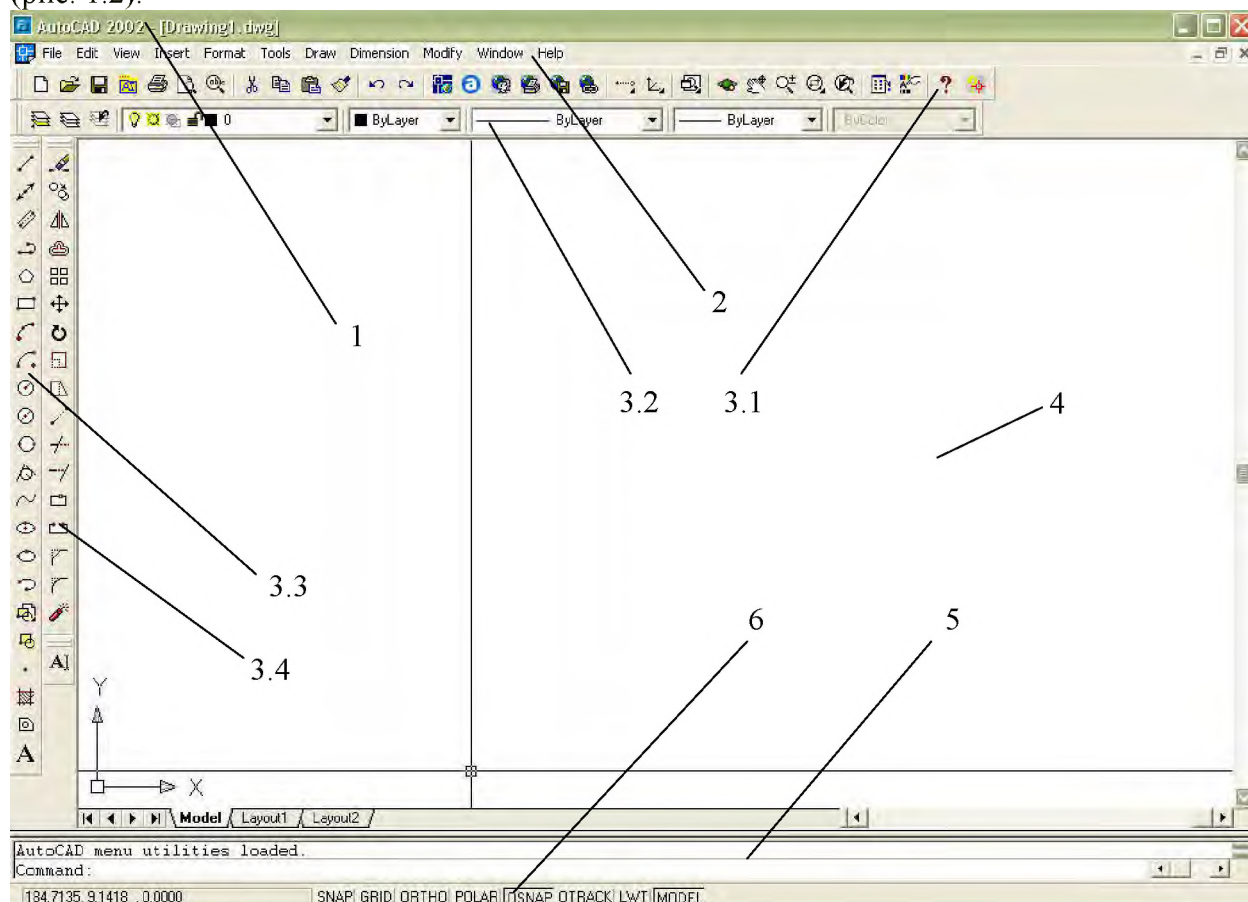 (рис. 1.2).
AutoCAD 2002 - [Drawing1.dwg]
File Edit View Insert Format Tools Draw Dimension Modify Window Help
0 ByLayer ByLayer ByLayer ByColor
1
2
3.2 3.1 4
3.3
6 5
3.4
A
Y
A
X
Model Layout1 Layout2
AutoCAD menu utilities loaded.
Command:
184.7135, 9.1418 , 0.0000 SNAP GRID ORTHO POLAR OSNAP OTRACK LWT MODEL